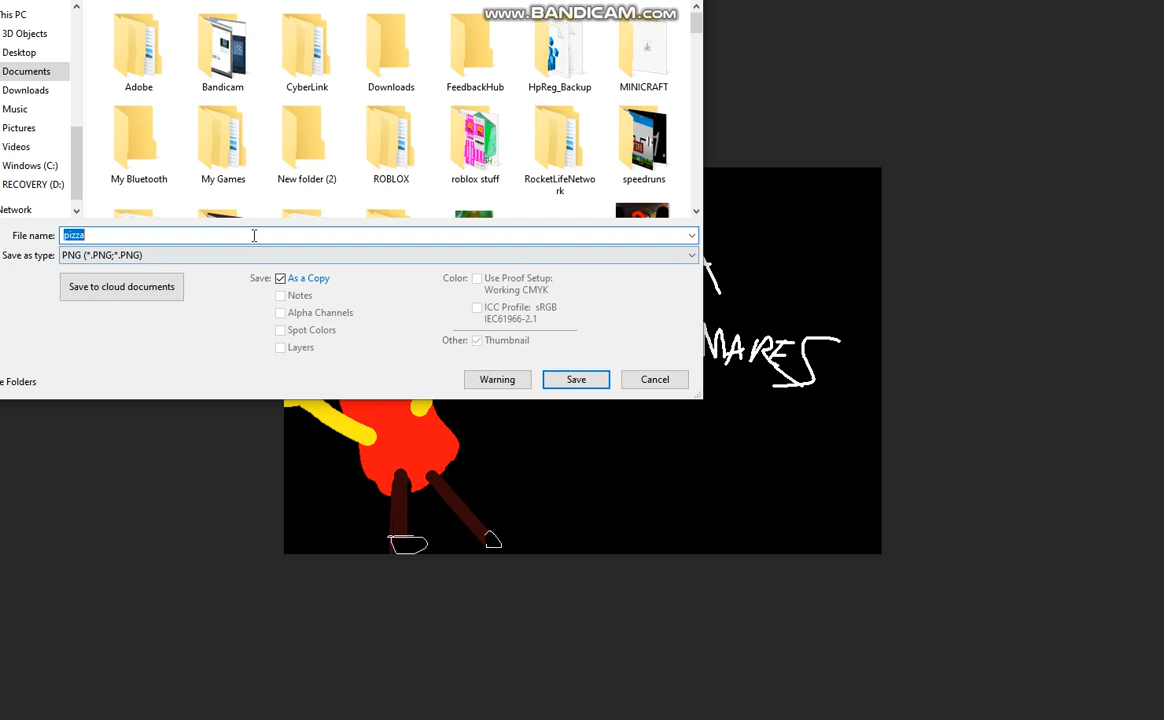 www.BANDICAM.com
This PC
3D Objects
Desktop
Documents
Downloads
Music
Pictures
Videos
Windows (C:)
RECOVERY (D:)
Network
Adobe
Bandicam
CyberLink
Downloads
FeedbackHub
HpReg_Backup
MINICRAFT
My Bluetooth
My Games
New folder (2)
ROBLOX
roblox stuff
RocketLifeNetwo
rk
speedruns
File name: pizza
Save as type: PNG (*.PNG;*.PNG)
Save to cloud documents
Save: As a Copy
Notes
Alpha Channels
Spot Colors
Layers
Color: Use Proof Setup:
Working CMYK
ICC Profile: sRGB
IEC61966-2.1
Other: Thumbnail
e Folders
Warning
Save
Cancel
MARES